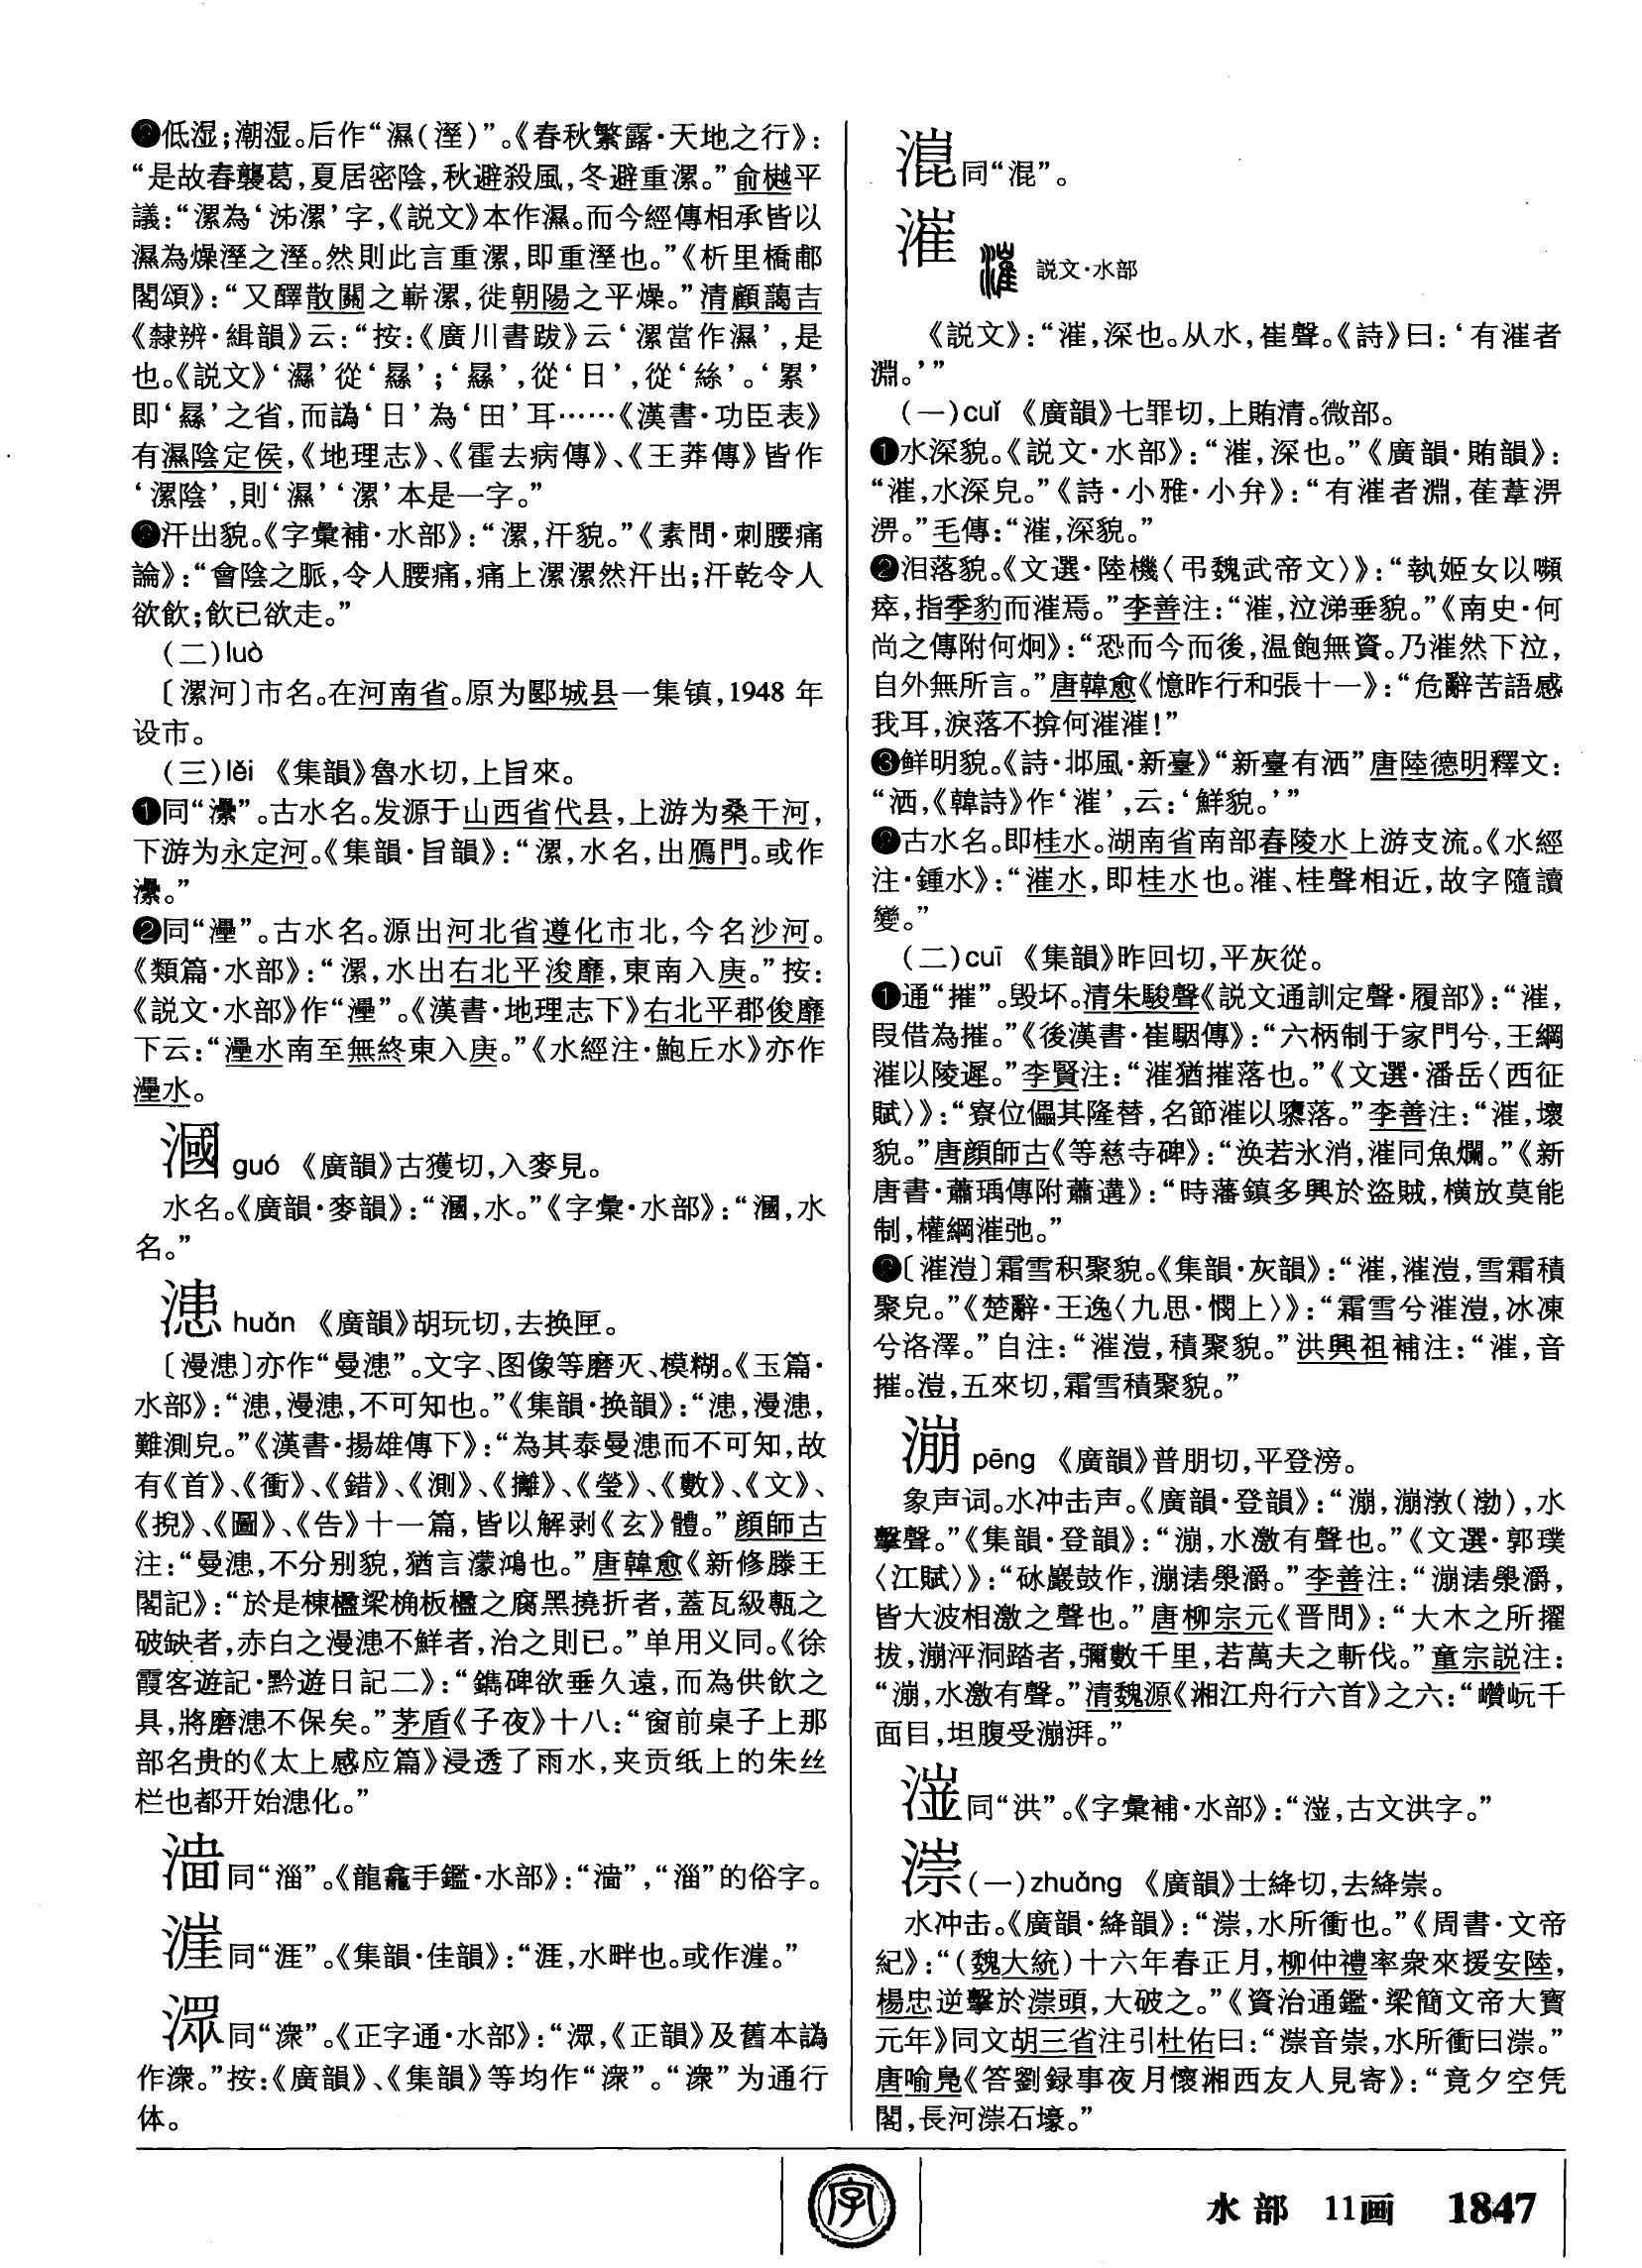 低湿;潮湿。后作“濕(溼)”。《春秋繁露·天地之行》:
“是故春襲葛,夏居密陰,秋避殺風,冬避重漯。”俞樾平
議:“漯為‘泲漯’字,《説文》本作濕。而今經傳相承皆以
濕為燥溼之溼。然則此言重漯,即重溼也。”《析里橋郙
閣頌》:“又醳散關之嶄漯,徙朝陽之平燥。”清顧藹吉
《隸辨·緝韻》云:“按:《廣川書跋》云‘漯當作濕’,是
也。《説文》‘濕’從‘㬎’;‘㬎’,從‘日’,從‘絲’。‘累’
即‘㬎’之省,而譌‘日’為‘田’耳……《漢書·功臣表》
有濕陰定侯,《地理志》、《霍去病傳》、《王莽傳》皆作
‘漯陰’,則‘濕’‘漯’本是一字。”
汗出貌。《字彙補·水部》:“漯,汗貌。”《素問·刺腰痛
論》:“會陰之脈,令人腰痛,痛上漯漯然汗出;汗乾令人
欲飲;飲已欲走。”
(二)luò
〔漯河〕市名。在河南省。原为郾城县一集镇,1948 年
设市。
(三)lěi 《集韻》魯水切,上旨來。
❶同“灅”。古水名。发源于山西省代县,上游为桑干河,
下游为永定河。《集韻·旨韻》:“漯,水名,出鴈門。或作
灅。”
❷同“灅”。古水名。源出河北省遵化市北,今名沙河。
《類篇·水部》:“漯,水出右北平浚靡,東南入庚。”按:
《説文·水部》作“灅”。《漢書·地理志下》右北平郡俊靡
下云:“灅水南至無終東入庚。”《水經注·鮑丘水》亦作
灅水。
漍 guó 《廣韻》古獲切,入麥見。
水名。《廣韻·麥韻》:“漍,水。”《字彙·水部》:“漍,水
名。”
漶 huàn 《廣韻》胡玩切,去换匣。
〔漫漶〕亦作“曼漶”。文字、图像等磨灭、模糊。《玉篇·
水部》:“漶,漫漶,不可知也。”《集韻·换韻》:“漶,漫漶,
難測皃。”《漢書·揚雄傳下》:“為其泰曼漶而不可知,故
有《首》、《衝》、《錯》、《測》、《攡》、《瑩》、《數》、《文》、
《掜》、《圖》、《告》十一篇,皆以解剥《玄》體。”顔師古
注:“曼漶,不分别貌,猶言濛鴻也。”唐韓愈《新修滕王
閣記》:“於是棟楹梁桷板檻之腐黑撓折者,蓋瓦級甎之
破缺者,赤白之漫漶不鮮者,治之則已。”单用义同。《徐
霞客遊記·黔遊日記二》:“鐫碑欲垂久遠,而為供飲之
具,將磨漶不保矣。”茅盾《子夜》十八:“窗前桌子上那
部名贵的《太上感应篇》浸透了雨水,夹贡纸上的朱丝
栏也都开始漶化。”
同“淄”。《龍龕手鑑·水部》:“”,“淄”的俗字。
漄同“涯”。《集韻·佳韻》:“涯,水畔也。或作漄。”
同“潀”。《正字通·水部》:“,《正韻》及舊本譌
作潨。”按:《廣韻》、《集韻》等均作“潀”。“潀”为通行
体。
同“混”。
漼 説文·水部
《説文》:“漼,深也。从水,崔聲。《詩》曰:‘有漼者
淵。’”
(一)cuǐ 《廣韻》七罪切,上賄清。微部。
❶水深貌。《説文·水部》:“漼,深也。”《廣韻·賄韻》:
“漼,水深皃。”《詩·小雅·小弁》:“有漼者淵,萑葦淠
淠。”毛傳:“漼,深貌。”
❷泪落貌。《文選·陸機〈弔魏武帝文〉》:“執姬女以嚬
瘁,指季豹而漼焉。”李善注:“漼,泣涕垂貌。”《南史·何
尚之傳附何炯》:“恐而今而後,温飽無資。乃漼然下泣,
自外無所言。”唐韓愈《憶昨行和張十一》:“危辭苦語感
我耳,淚落不揜何漼漼!”
❸鲜明貌。《詩·邶風·新臺》“新臺有洒”唐陸德明釋文:
“洒,《韓詩》作‘漼’,云:‘鮮貌。’”
古水名。即桂水。湖南省南部舂陵水上游支流。《水經
注·鍾水》:“漼水,即桂水也。漼、桂聲相近,故字隨讀
變。”
(二)cuī 《集韻》昨回切,平灰從。
❶通“摧”。毁坏。清朱駿聲《説文通訓定聲·履部》:“漼,
叚借為摧。”《後漢書·崔駰傳》:“六柄制于家門兮,王綱
漼以陵遲。”李賢注:“漼猶摧落也。”《文選·潘岳〈西征
賦〉》:“寮位儡其隆替,名節漼以隳落。”李善注:“漼,壞
貌。”唐顔師古《等慈寺碑》:“渙若氷消,漼同魚爛。”《新
唐書·蕭瑀傳附蕭遘》:“時藩鎮多興於盗賊,横放莫能
制,權綱漼弛。”
〔漼溰〕霜雪积聚貌。《集韻·灰韻》:“漼,漼溰,雪霜積
聚皃。”《楚辭·王逸〈九思·憫上〉》:“霜雪兮漼溰,冰凍
兮洛澤。”自注:“漼溰,積聚貌。”洪興祖補注:“漼,音
摧。溰,五來切,霜雪積聚貌。”
漰 pēng 《廣韻》普朋切,平登滂。
象声词。水冲击声。《廣韻·登韻》:“漰,漰浡(渤),水
擊聲。”《集韻·登韻》:“漰,水激有聲也。”《文選·郭璞
〈江賦〉》:“砯巖鼓作,漰湱澩灂。”李善注:“漰湱澩灂,
皆大波相激之聲也。”唐柳宗元《晋問》:“大木之所擢
拔,漰泙洞踏者,彌數千里,若萬夫之斬伐。”童宗説注:
“漰,水激有聲。”清魏源《湘江舟行六首》之六:“巑岏千
面目,坦腹受漰湃。”
同“洪”。《字彙補·水部》:“,古文洪字。”
漴(一)zhuàng 《廣韻》士絳切,去絳崇。
水冲击。《廣韻·絳韻》:“漴,水所衝也。”《周書·文帝
紀》:“(魏大統)十六年春正月,柳仲禮率衆來援安陸,
楊忠逆擊於漴頭,大破之。”《資治通鑑·梁簡文帝大寶
元年》同文胡三省注引杜佑曰:“漴音崇,水所衝曰漴。”
唐喻凫《答劉録事夜月懷湘西友人見寄》:“竟夕空凭
閣,長河漴石壕。”
字
水部 11画 1847